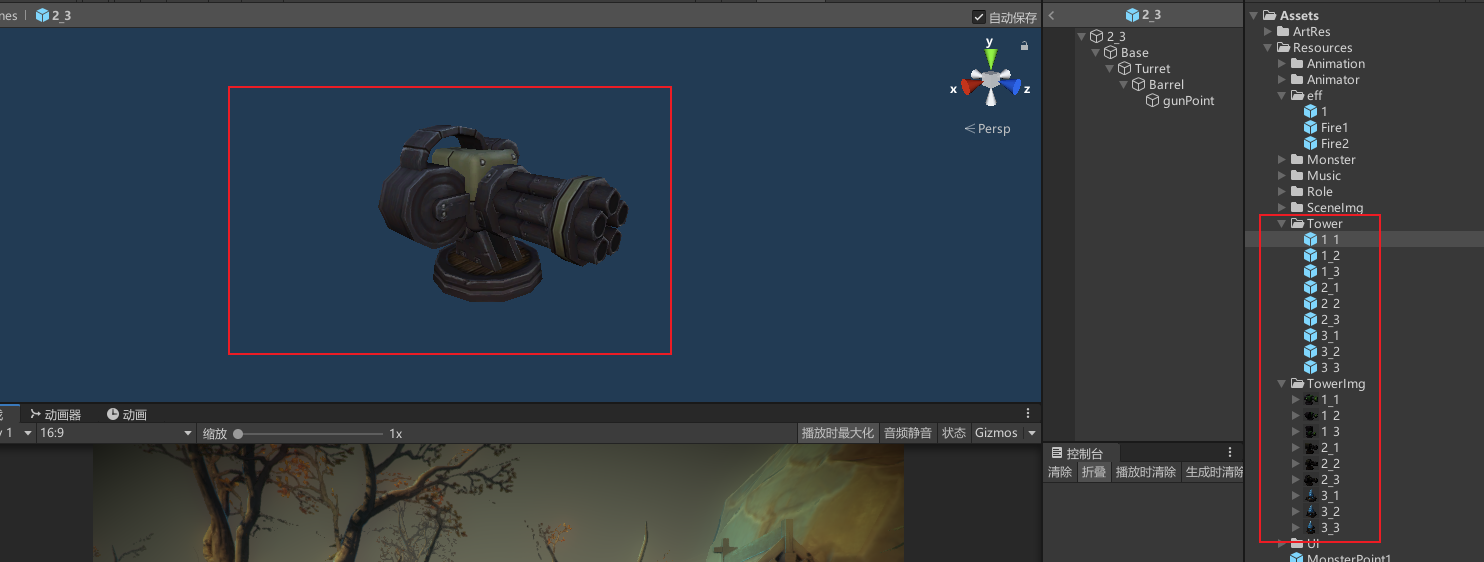 nes | 2_3
自动保存
y
x
z
Persp
动画器
动画
y 1
16:9
缩放
1x
播放时最大化
音频静音
状态
Gizmos
2_3
2_3
Base
Turret
Barrel
gunPoint
控制台
清除
折叠
播放时清除
生成时清除
Assets
ArtRes
Resources
Animation
Animator
eff
1
Fire1
Fire2
Monster
Music
Role
SceneImg
Tower
1_1
1_2
1_3
2_1
2_2
2_3
3_1
3_2
3_3
TowerImg
1_1
1_2
1_3
2_1
2_2
2_3
3_1
3_2
3_3
UI
MonsterPoint1